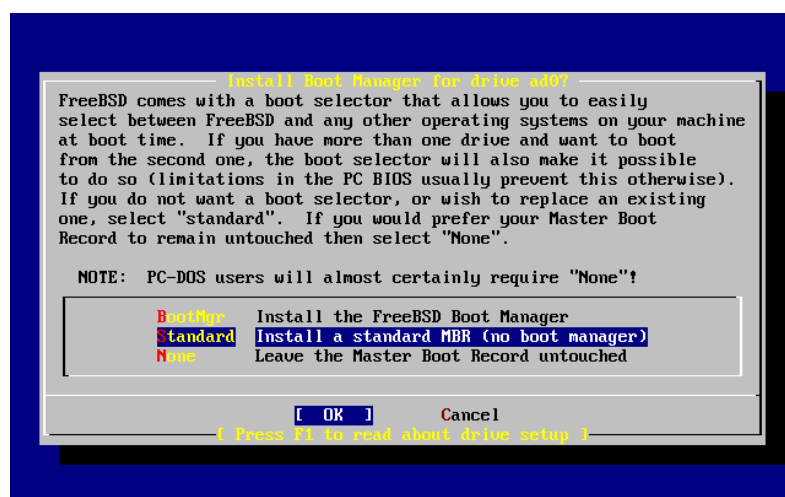 Install Boot Manager for drive ad0?
FreeBSD comes with a boot selector that allows you to easily
select between FreeBSD and any other operating systems on your machine
at boot time.  If you have more than one drive and want to boot
from the second one, the boot selector will also make it possible
to do so (limitations in the PC BIOS usually prevent this otherwise).
If you do not want a boot selector, or wish to replace an existing
one, select "standard".  If you would prefer your Master Boot
Record to remain untouched then select "None".
NOTE:  PC-DOS users will almost certainly require "None"!
BootMgr   Install the FreeBSD Boot Manager
Standard  Install a standard MBR (no boot manager)
None      Leave the Master Boot Record untouched
[  OK  ]     Cancel
[ Press F1 to read about drive setup ]